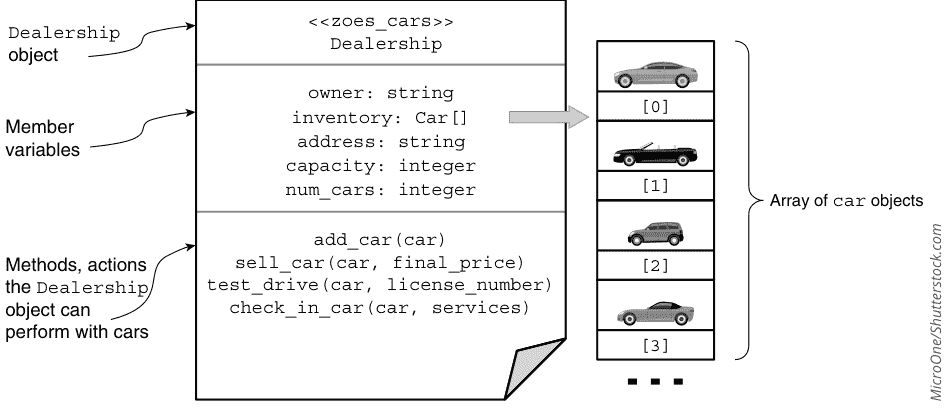 Dealership
object
Member
variables
Methods, actions
the Dealership
object can
perform with cars
<<zoes_cars>>
Dealership
owner: string
inventory: Car[]
address: string
capacity: integer
num_cars: integer
add_car(car)
sell_car(car, final_price)
test_drive(car, license_number)
check_in_car(car, services)
[0]
[1]
[2]
[3]
Array of car objects
MicroOne/Shutterstock.com